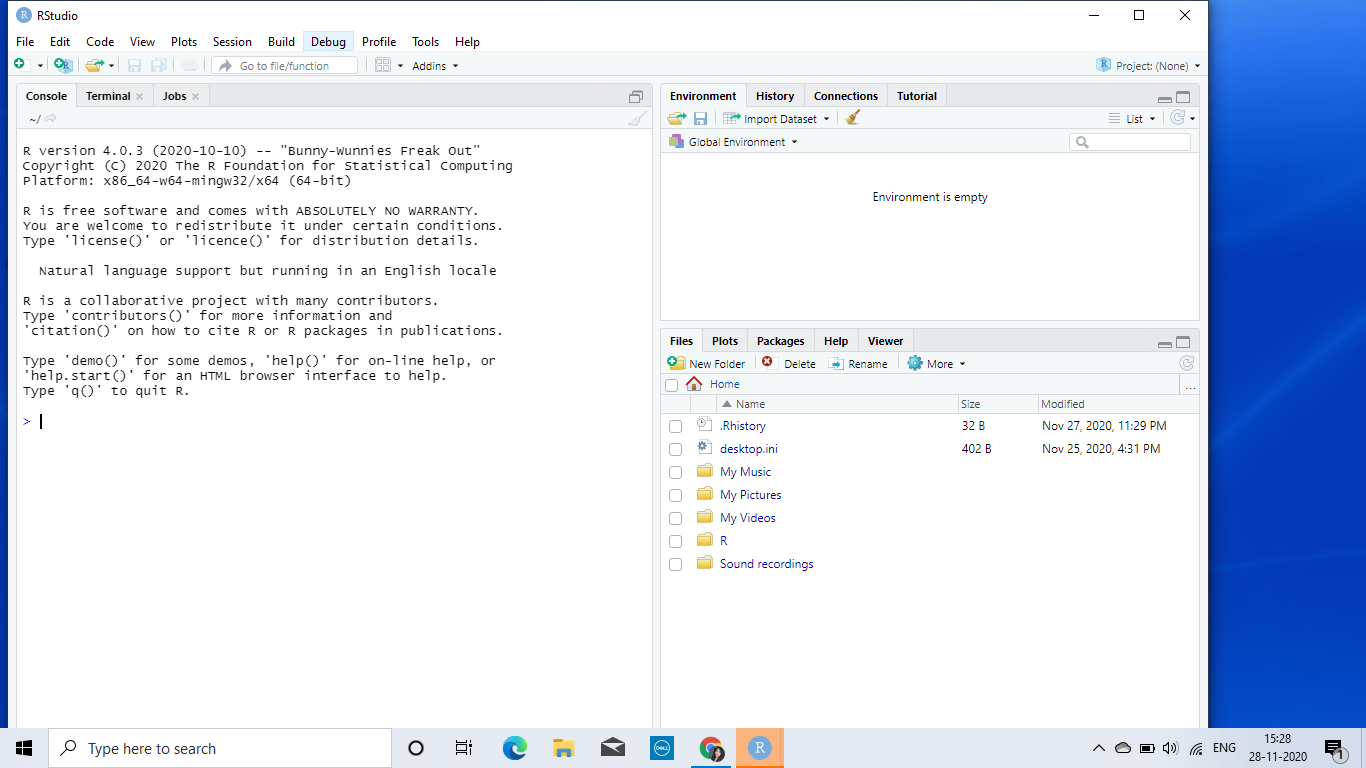 RStudio
File Edit Code View Plots Session Build Debug Profile Tools Help
Go to file/function Addins Project: (None)
Console Terminal Jobs
~/
R version 4.0.3 (2020-10-10) -- "Bunny-Wunnies Freak Out"
Copyright (C) 2020 The R Foundation for Statistical Computing
Platform: x86_64-w64-mingw32/x64 (64-bit)
R is free software and comes with ABSOLUTELY NO WARRANTY.
You are welcome to redistribute it under certain conditions.
Type 'license()' or 'licence()' for distribution details.
Natural language support but running in an English locale
R is a collaborative project with many contributors.
Type 'contributors()' for more information and
'citation()' on how to cite R or R packages in publications.
Type 'demo()' for some demos, 'help()' for on-line help, or
'help.start()' for an HTML browser interface to help.
Type 'q()' to quit R.
>
Environment History Connections Tutorial
Import Dataset List
Global Environment
Environment is empty
Files Plots Packages Help Viewer
New Folder Delete Rename More
Home ...
Name Size Modified
.Rhistory 32 B Nov 27, 2020, 11:29 PM
desktop.ini 402 B Nov 25, 2020, 4:31 PM
My Music
My Pictures
My Videos
R
Sound recordings
Type here to search DELL R ENG 15:28
28-11-2020 1